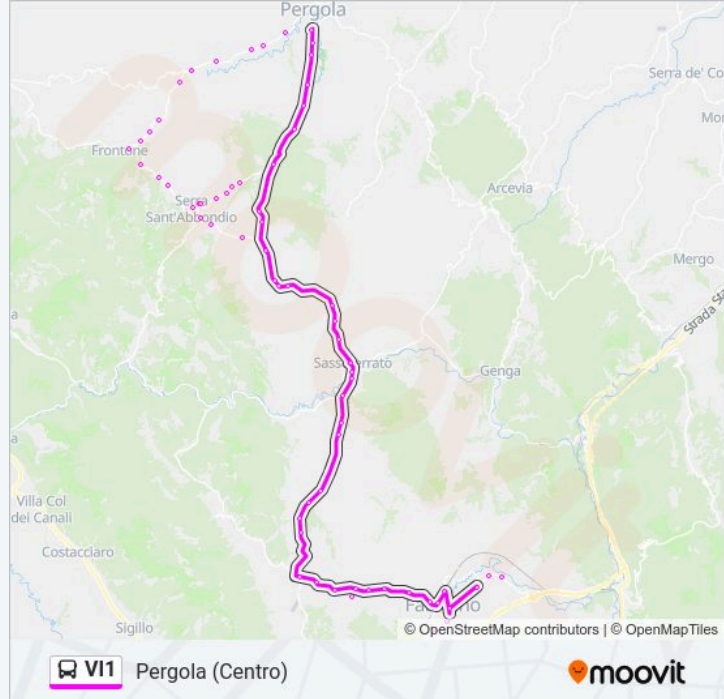 Pergola
Serra de' Co
Mon
Frontone
Arcevia
Serra
Sant'Abbondio
Mergo
Strada Sta
a
Sassoferrato
Genga
a
Villa Col
dei Canali
Costacciaro
Fabriano
Sigillo
© OpenStreetMap contributors | © OpenMapTiles
VI1 Pergola (Centro)
moovit